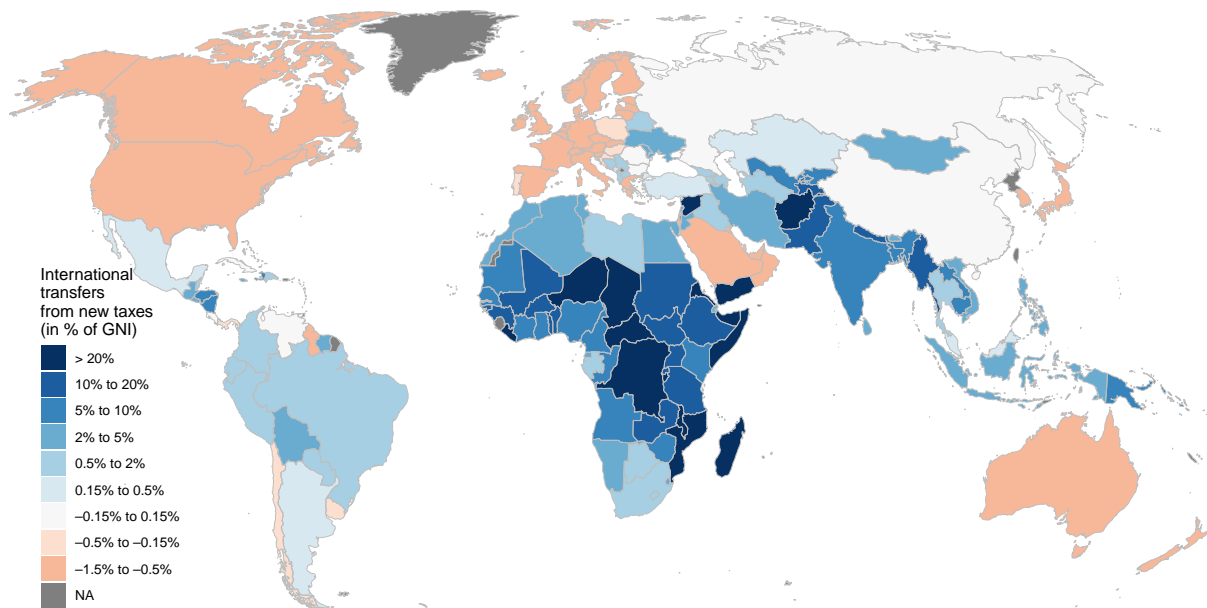 International
transfers
from new taxes
(in % of GNI)
> 20%
10% to 20%
5% to 10%
2% to 5%
0.5% to 2%
0.15% to 0.5%
−0.15% to 0.15%
−0.5% to −0.15%
−1.5% to −0.5%
NA